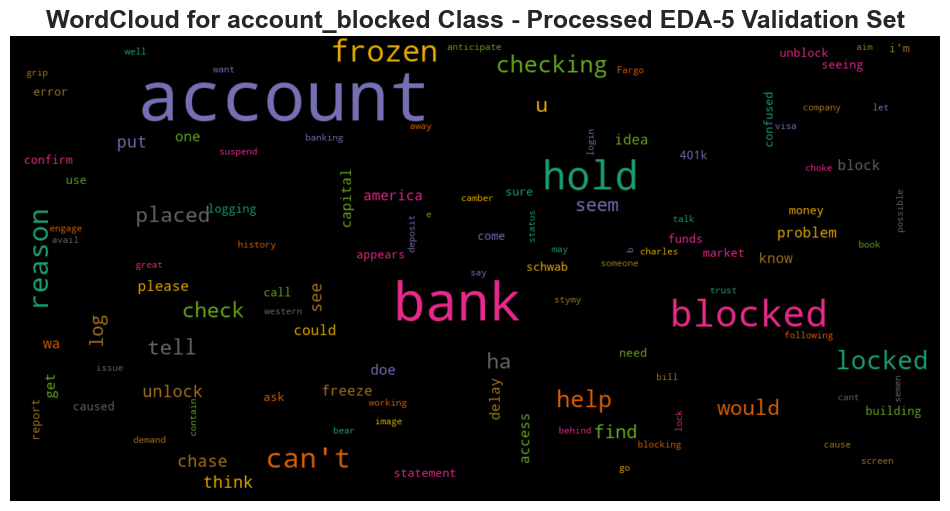 WordCloud for account_blocked Class - Processed EDA-5 Validation Set
well
frozen
anticipate
aim
i'm
want
checking
unblock
grip
Fargo
seeing
error
account
u
company
let
away
visa
put
one
banking
login
idea
confused
confirm
suspend
401k
choke
block
use
hold
capital
america
camber
sure
seem
placed
logging
money
possible
reason
engage
avail
deposit
e
status
talk
problem
history
come
may
b
charles
funds
market
book
appears
know
great
say
schwab
someone
please
call
see
stymy
trust
check
western
bank
blocked
log
could
following
wa
tell
need
locked
issue
ha
doe
bill
get
unlock
freeze
delay
help
would
cant
semen
caused
contain
ask
working
image
lock
building
report
bear
access
behind
find
demand
can't
blocking
cause
chase
statement
go
screen
think